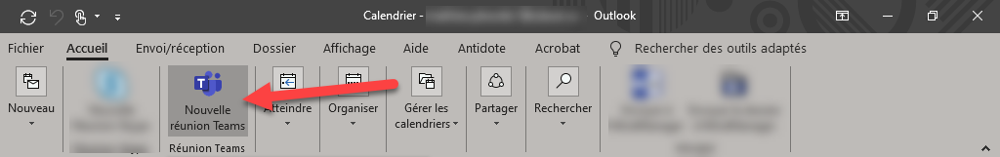 Calendrier - - Outlook
Fichier Accueil Envoi/réception Dossier Affichage Aide Antidote Acrobat Rechercher des outils adaptés
Nouveau
Nouvelle
réunion Teams
Atteindre
Organiser
Gérer les
calendriers
Partager
Rechercher
Réunion Teams